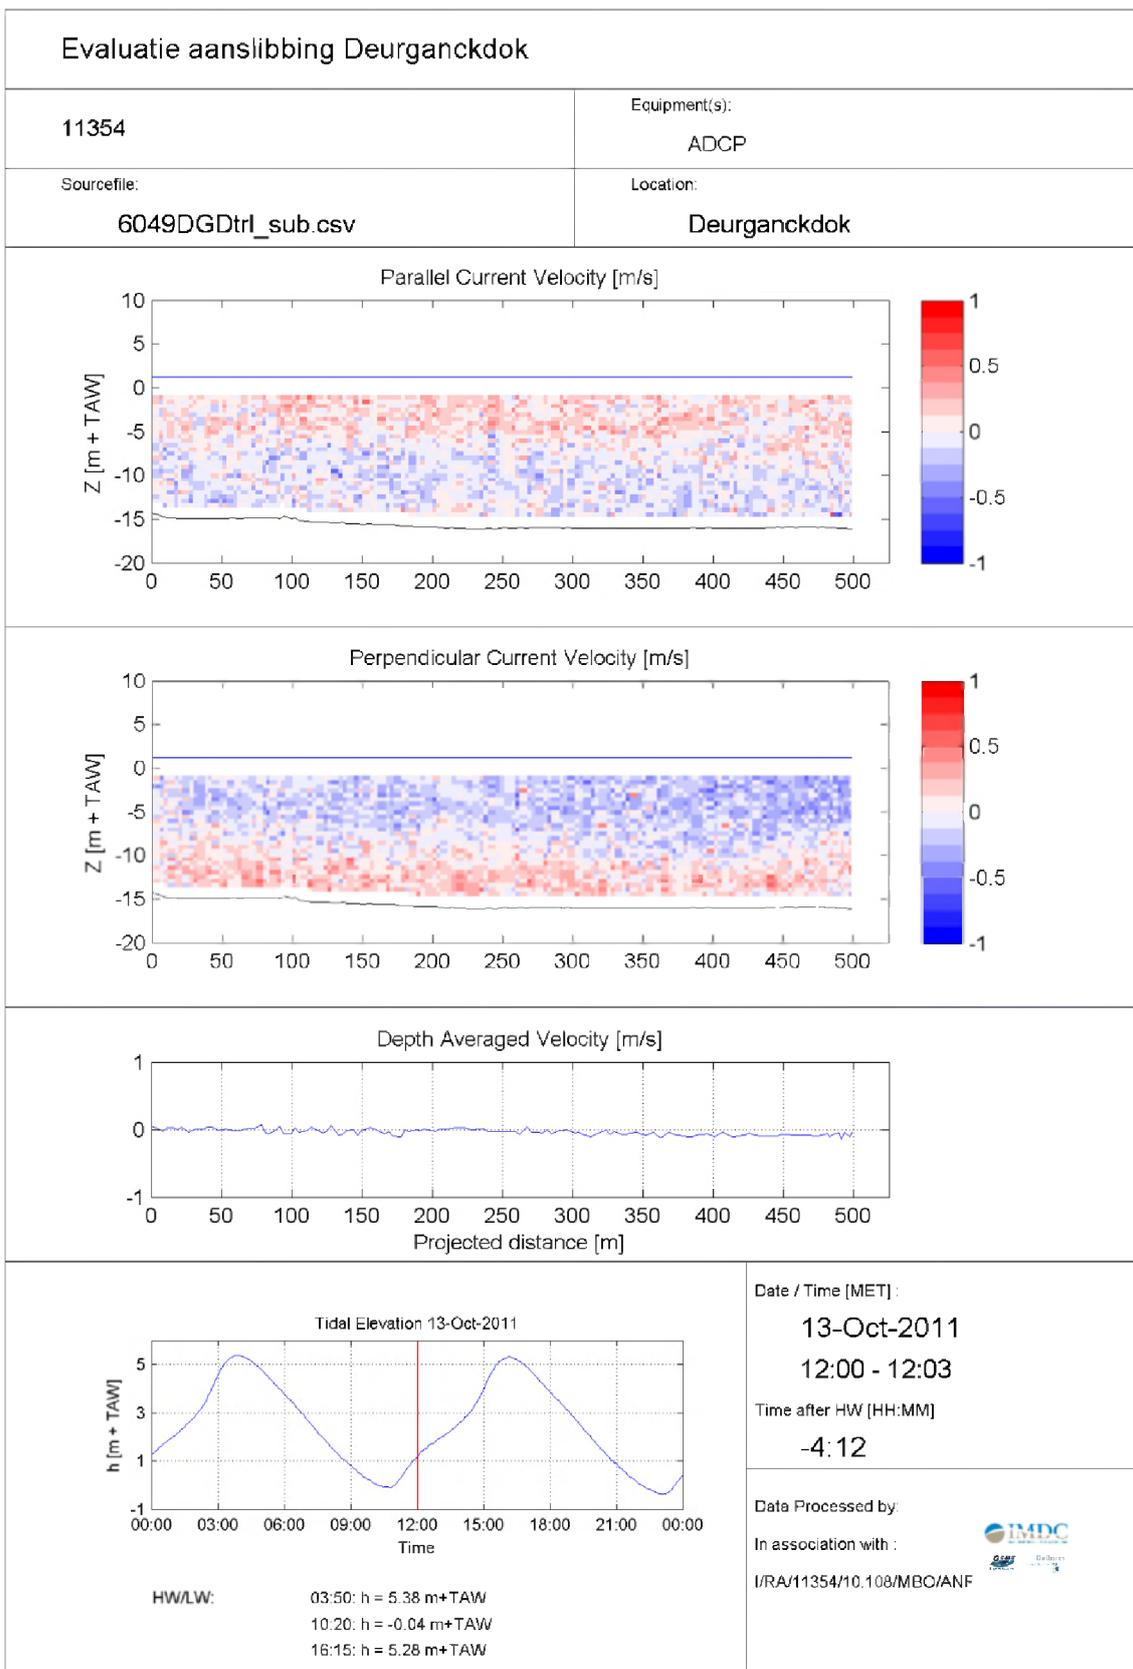 Evaluatie aanslibbing Deurganckdok
11354
Equipment(s):
ADCP
Sourcefile:
6049DGDtrl_sub.csv
Location:
Deurganckdok
Parallel Current Velocity [m/s]
10
5
0
-5
-10
-15
-20
Z [m + TAW]
0 50 100 150 200 250 300 350 400 450 500
1
0.5
0
-0.5
-1
Perpendicular Current Velocity [m/s]
10
5
0
-5
-10
-15
-20
Z [m + TAW]
0 50 100 150 200 250 300 350 400 450 500
1
0.5
0
-0.5
-1
Depth Averaged Velocity [m/s]
1
0
-1
0 50 100 150 200 250 300 350 400 450 500
Projected distance [m]
Tidal Elevation 13-Oct-2011
5
3
1
-1
h [m + TAW]
00:00 03:00 06:00 09:00 12:00 15:00 18:00 21:00 00:00
Time
HW/LW:
03:50: h = 5.38 m+TAW
10:20: h = -0.04 m+TAW
16:15: h = 5.28 m+TAW
Date / Time [MET] :
13-Oct-2011
12:00 - 12:03
Time after HW [HH:MM]
-4:12
Data Processed by:
IMDC
In association with :
I/RA/11354/10.108/MBO/ANF